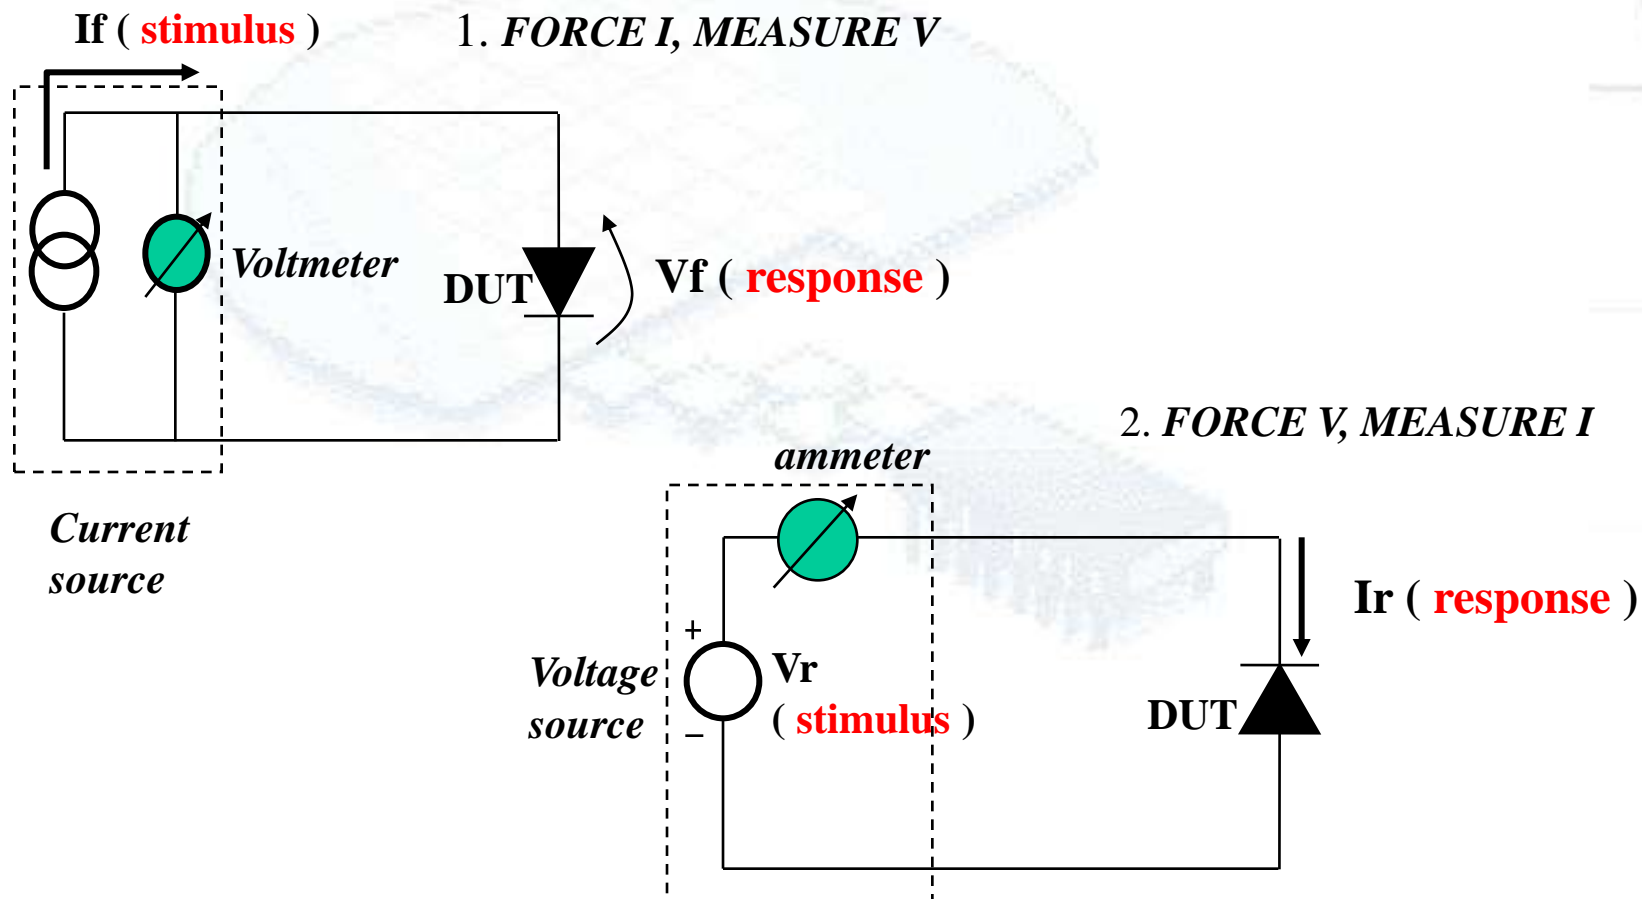 If ( stimulus )
1. FORCE I, MEASURE V
Voltmeter
DUT
Vf ( response )
Current
source
2. FORCE V, MEASURE I
ammeter
+
Voltage
source
Vr
( stimulus )
–
DUT
Ir ( response )